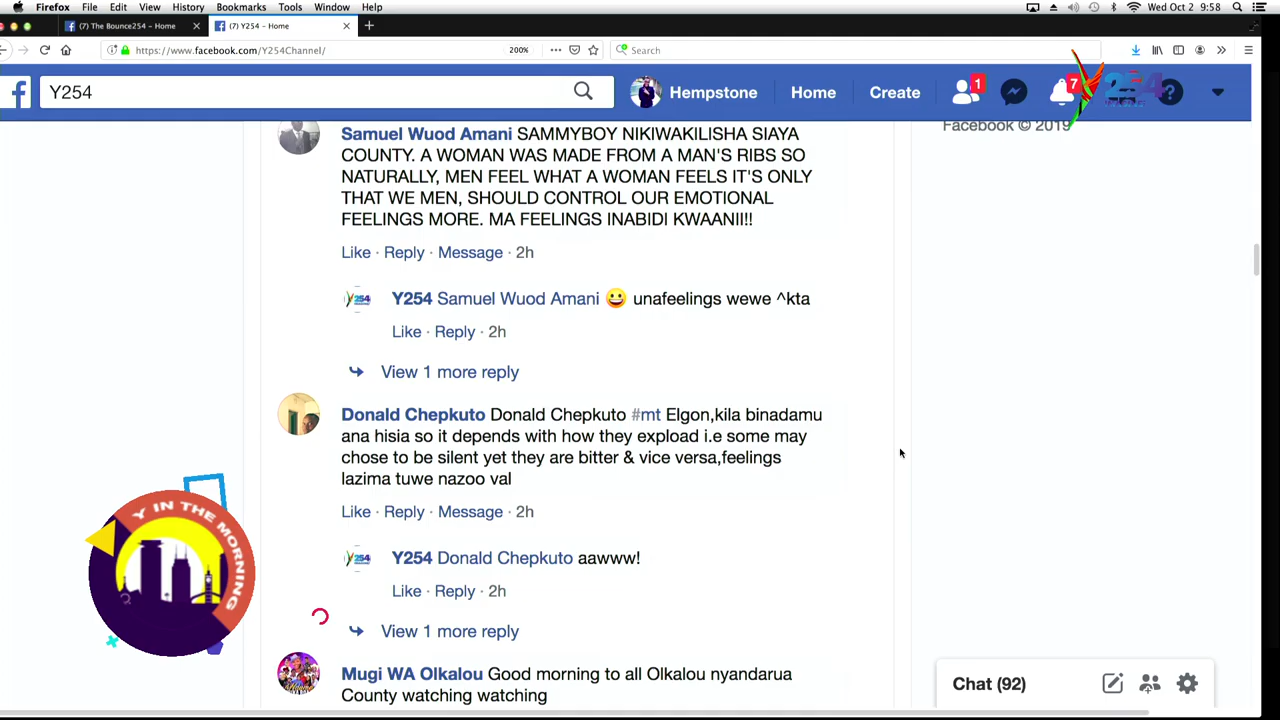 Firefox File Edit View History Bookmarks Tools Window Help Wed Oct 2 9:58
(7) The Bounce254 – Home
(7) Y254 – Home
https://www.facebook.com/Y254Channel/ 200% Search
Y254 Hempstone Home Create 1 7
Y254
Facebook © 2019
Samuel Wuod Amani SAMMYBOY NIKIWAKILISHA SIAYA
COUNTY. A WOMAN WAS MADE FROM A MAN'S RIBS SO
NATURALLY, MEN FEEL WHAT A WOMAN FEELS IT'S ONLY
THAT WE MEN, SHOULD CONTROL OUR EMOTIONAL
FEELINGS MORE. MA FEELINGS INABIDI KWAANII!!
Like · Reply · Message · 2h
Y254
Y254 Samuel Wuod Amani 😀 unafeelings wewe ^kta
Like · Reply · 2h
View 1 more reply
Donald Chepkuto Donald Chepkuto #mt Elgon,kila binadamu
ana hisia so it depends with how they expload i.e some may
chose to be silent yet they are bitter & vice versa,feelings
lazima tuwe nazoo val
Like · Reply · Message · 2h
Y254
Y254 Donald Chepkuto aawww!
Like · Reply · 2h
View 1 more reply
Mugi WA Olkalou Good morning to all Olkalou nyandarua
County watching watching
Y IN THE MORNING
Chat (92)